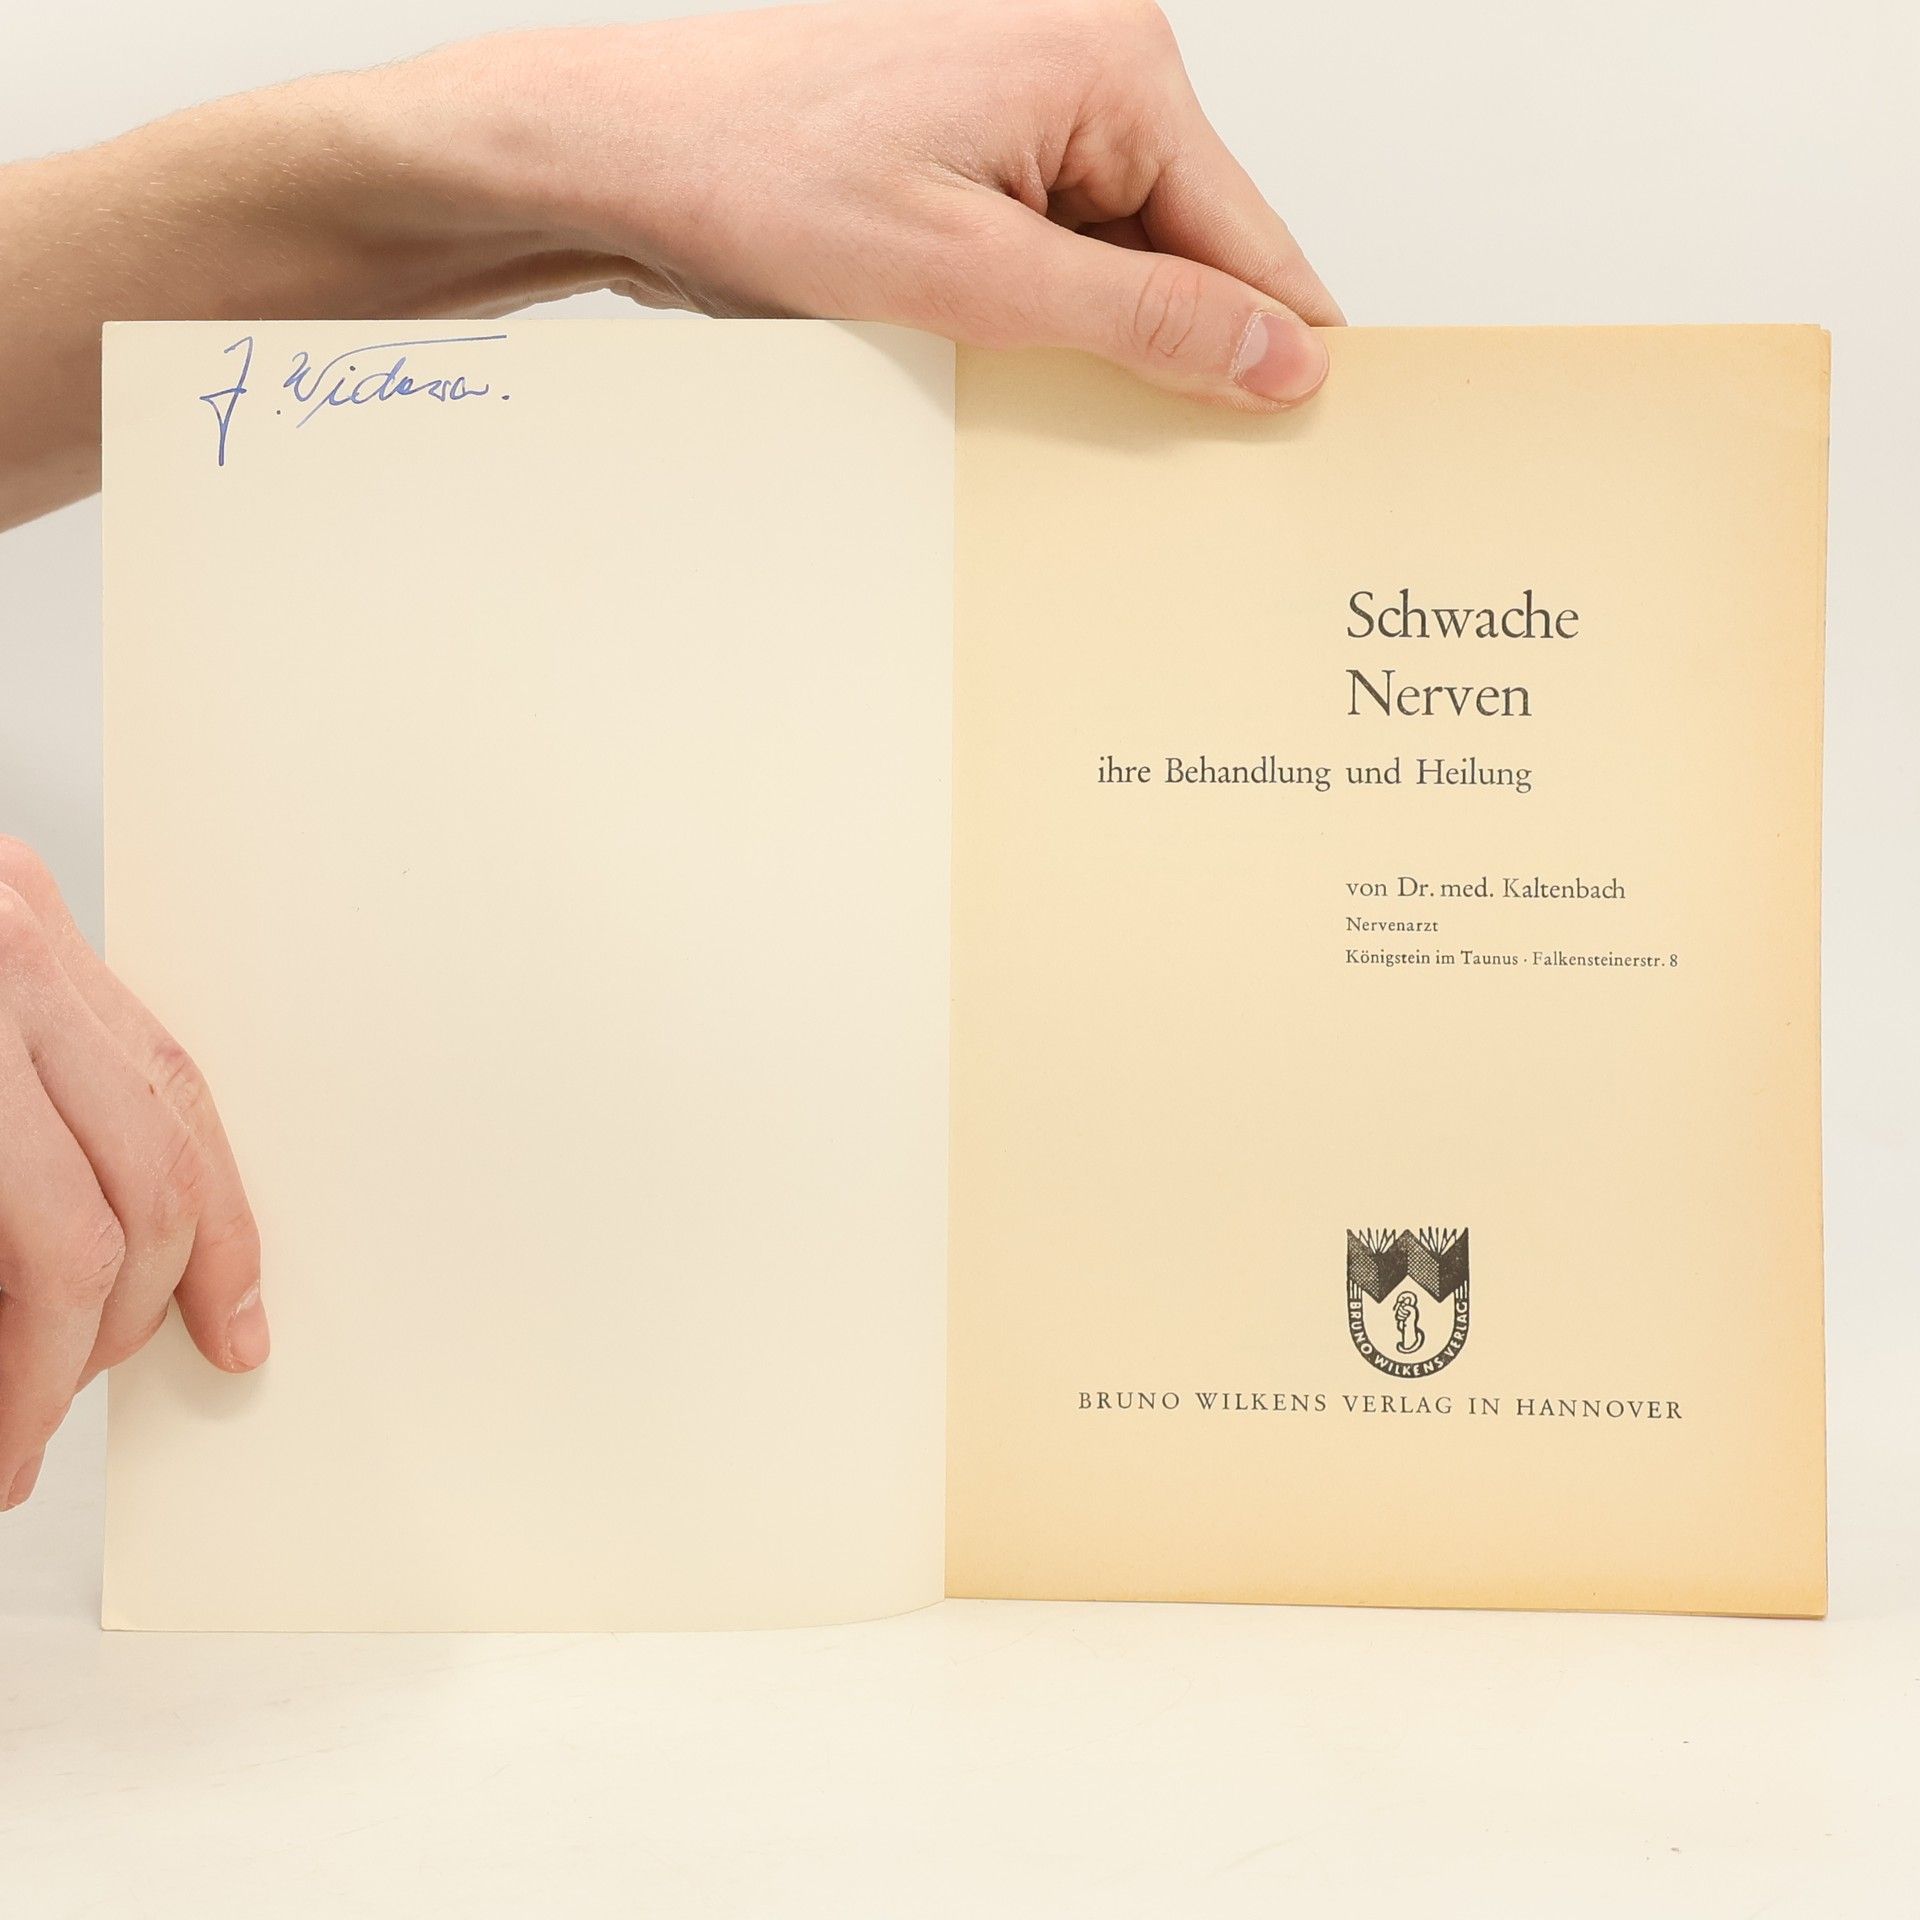 J.
Schwache
Nerven
ihre Behandlung und Heilung
von Dr. med. Kaltenbach
Nervenarzt
Königstein im Taunus · Falkensteinerstr. 8
BRUNO WILKENS VERLAG
BRUNO WILKENS VERLAG IN HANNOVER